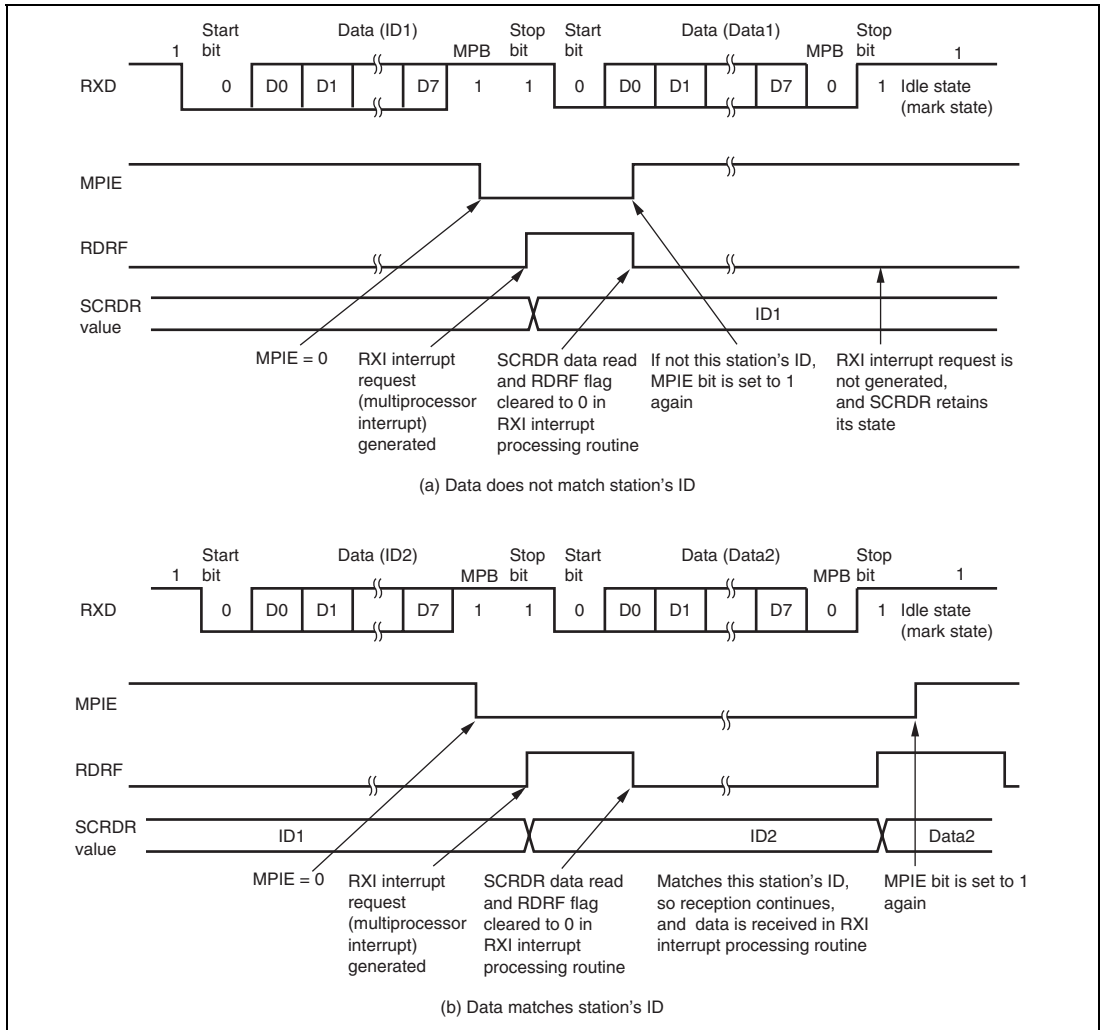 Start bit Data (ID1) MPB Stop bit Start bit Data (Data1) MPB Stop bit
1 1
RXD 0 D0 D1 D7 1 1 0 D0 D1 D7 0 1 Idle state (mark state)
MPIE
RDRF
SCRDR value
ID1
MPIE = 0
RXI interrupt
request
(multiprocessor
interrupt)
generated
SCRDR data read
and RDRF flag
cleared to 0 in
RXI interrupt
processing routine
If not this station's ID,
MPIE bit is set to 1
again
RXI interrupt request is
not generated,
and SCRDR retains
its state
(a) Data does not match station's ID
Start bit Data (ID2) MPB Stop bit Start bit Data (Data2) MPB Stop bit
1 1
RXD 0 D0 D1 D7 1 1 0 D0 D1 D7 0 1 Idle state (mark state)
MPIE
RDRF
SCRDR value
ID1 ID2 Data2
MPIE = 0
RXI interrupt
request
(multiprocessor
interrupt)
generated
SCRDR data read
and RDRF flag
cleared to 0 in
RXI interrupt
processing routine
Matches this station's ID,
so reception continues,
and data is received in RXI
interrupt processing routine
MPIE bit is set to 1
again
(b) Data matches station's ID